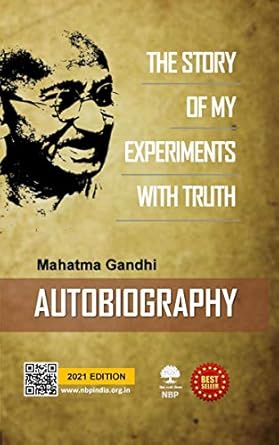 THE STORY
OF MY
EXPERIMENTS
WITH TRUTH
Mahatma Gandhi
AUTOBIOGRAPHY
2021 EDITION
www.nbpindia.org.in
NBP
BEST
SELLER